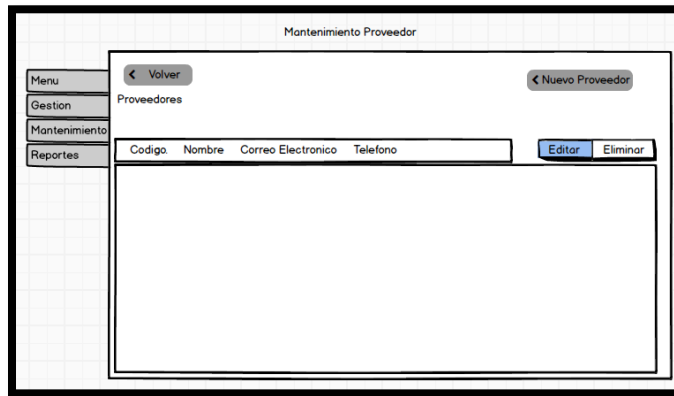 Mantenimiento Proveedor
Volver
Nuevo Proveedor
Menu
Proveedores
Gestion
Mantenimiento
Reportes
Codigo. Nombre Correo Electronico Telefono
Editar Eliminar